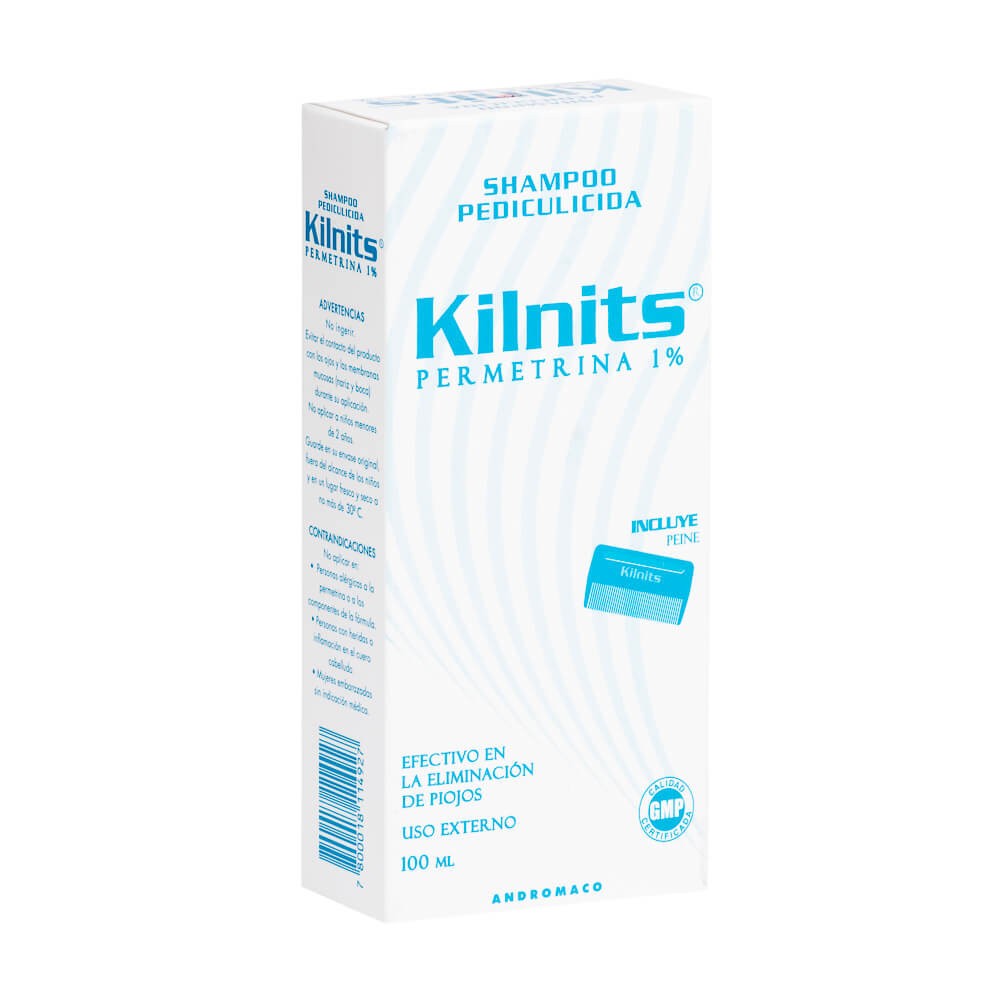 SHAMPOO
PEDICULICIDA
Kilnits®
PERMETRINA 1%
ADVERTENCIAS
No ingerir.
Evitar el contacto del producto
con los ojos y las membranas
mucosas (nariz y boca)
durante su aplicación.
No aplicar a niños menores
de 2 años.
Guarde en su envase original,
fuera del alcance de los niños
y en un lugar fresco y seco a
no más de 30º C.
CONTRAINDICACIONES
No aplicar en:
• Personas alérgicas a la
permetrina o a los
componentes de la fórmula.
• Personas con heridas o
inflamación en el cuero
cabelludo
• Mujeres embarazadas
sin indicación médica.
7 800018 114927
Kilnits
SHAMPOO
PEDICULICIDA
Kilnits®
PERMETRINA 1%
INCLUYE
PEINE
Kilnits
EFECTIVO EN
LA ELIMINACIÓN
DE PIOJOS
USO EXTERNO
100 ML
CALIDAD
GMP
CERTIFICADA
ANDROMACO